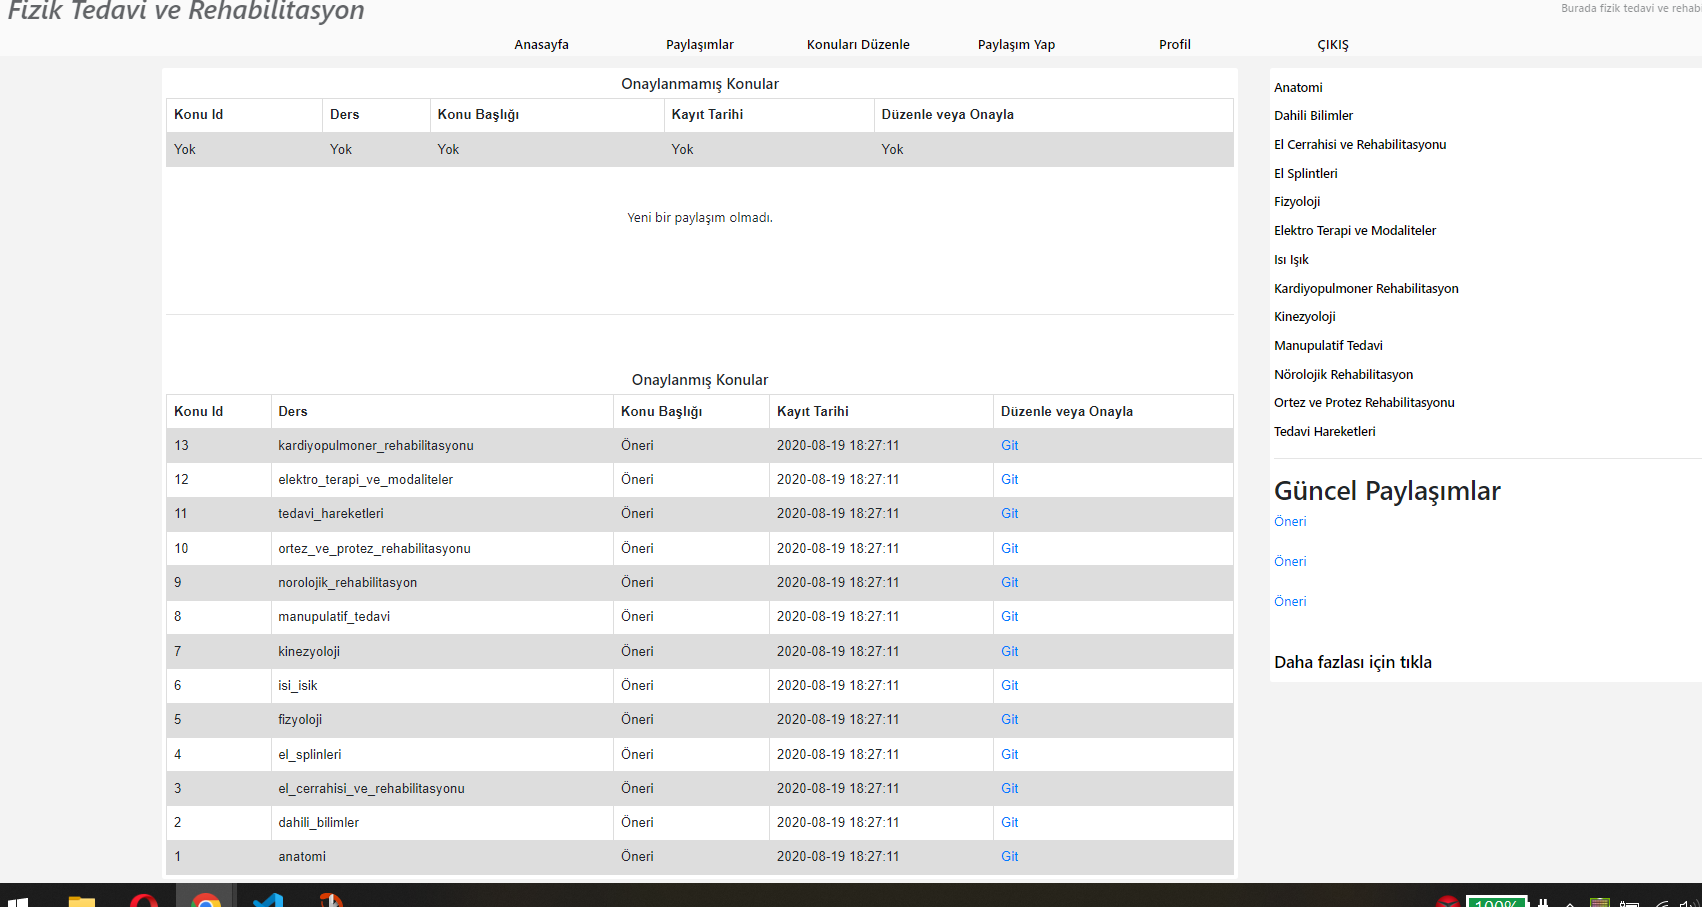 Fizik Tedavi ve Rehabilitasyon
Burada fizik tedavi ve rehabi
Anasayfa Paylaşımlar Konuları Düzenle Paylaşım Yap Profil ÇIKIŞ
Onaylanmamış Konular
Konu Id Ders Konu Başlığı Kayıt Tarihi Düzenle veya Onayla
Yok Yok Yok Yok Yok
Yeni bir paylaşım olmadı.
Onaylanmış Konular
Konu Id Ders Konu Başlığı Kayıt Tarihi Düzenle veya Onayla
13 kardiyopulmoner_rehabilitasyonu Öneri 2020-08-19 18:27:11 Git
12 elektro_terapi_ve_modaliteler Öneri 2020-08-19 18:27:11 Git
11 tedavi_hareketleri Öneri 2020-08-19 18:27:11 Git
10 ortez_ve_protez_rehabilitasyonu Öneri 2020-08-19 18:27:11 Git
9 norolojik_rehabilitasyon Öneri 2020-08-19 18:27:11 Git
8 manupulatif_tedavi Öneri 2020-08-19 18:27:11 Git
7 kinezyoloji Öneri 2020-08-19 18:27:11 Git
6 isi_isik Öneri 2020-08-19 18:27:11 Git
5 fizyoloji Öneri 2020-08-19 18:27:11 Git
4 el_splinleri Öneri 2020-08-19 18:27:11 Git
3 el_cerrahisi_ve_rehabilitasyonu Öneri 2020-08-19 18:27:11 Git
2 dahili_bilimler Öneri 2020-08-19 18:27:11 Git
1 anatomi Öneri 2020-08-19 18:27:11 Git
Anatomi
Dahili Bilimler
El Cerrahisi ve Rehabilitasyonu
El Splintleri
Fizyoloji
Elektro Terapi ve Modaliteler
Isı Işık
Kardiyopulmoner Rehabilitasyon
Kinezyoloji
Manupulatif Tedavi
Nörolojik Rehabilitasyon
Ortez ve Protez Rehabilitasyonu
Tedavi Hareketleri
Güncel Paylaşımlar
Öneri
Öneri
Öneri
Daha fazlası için tıkla
100%